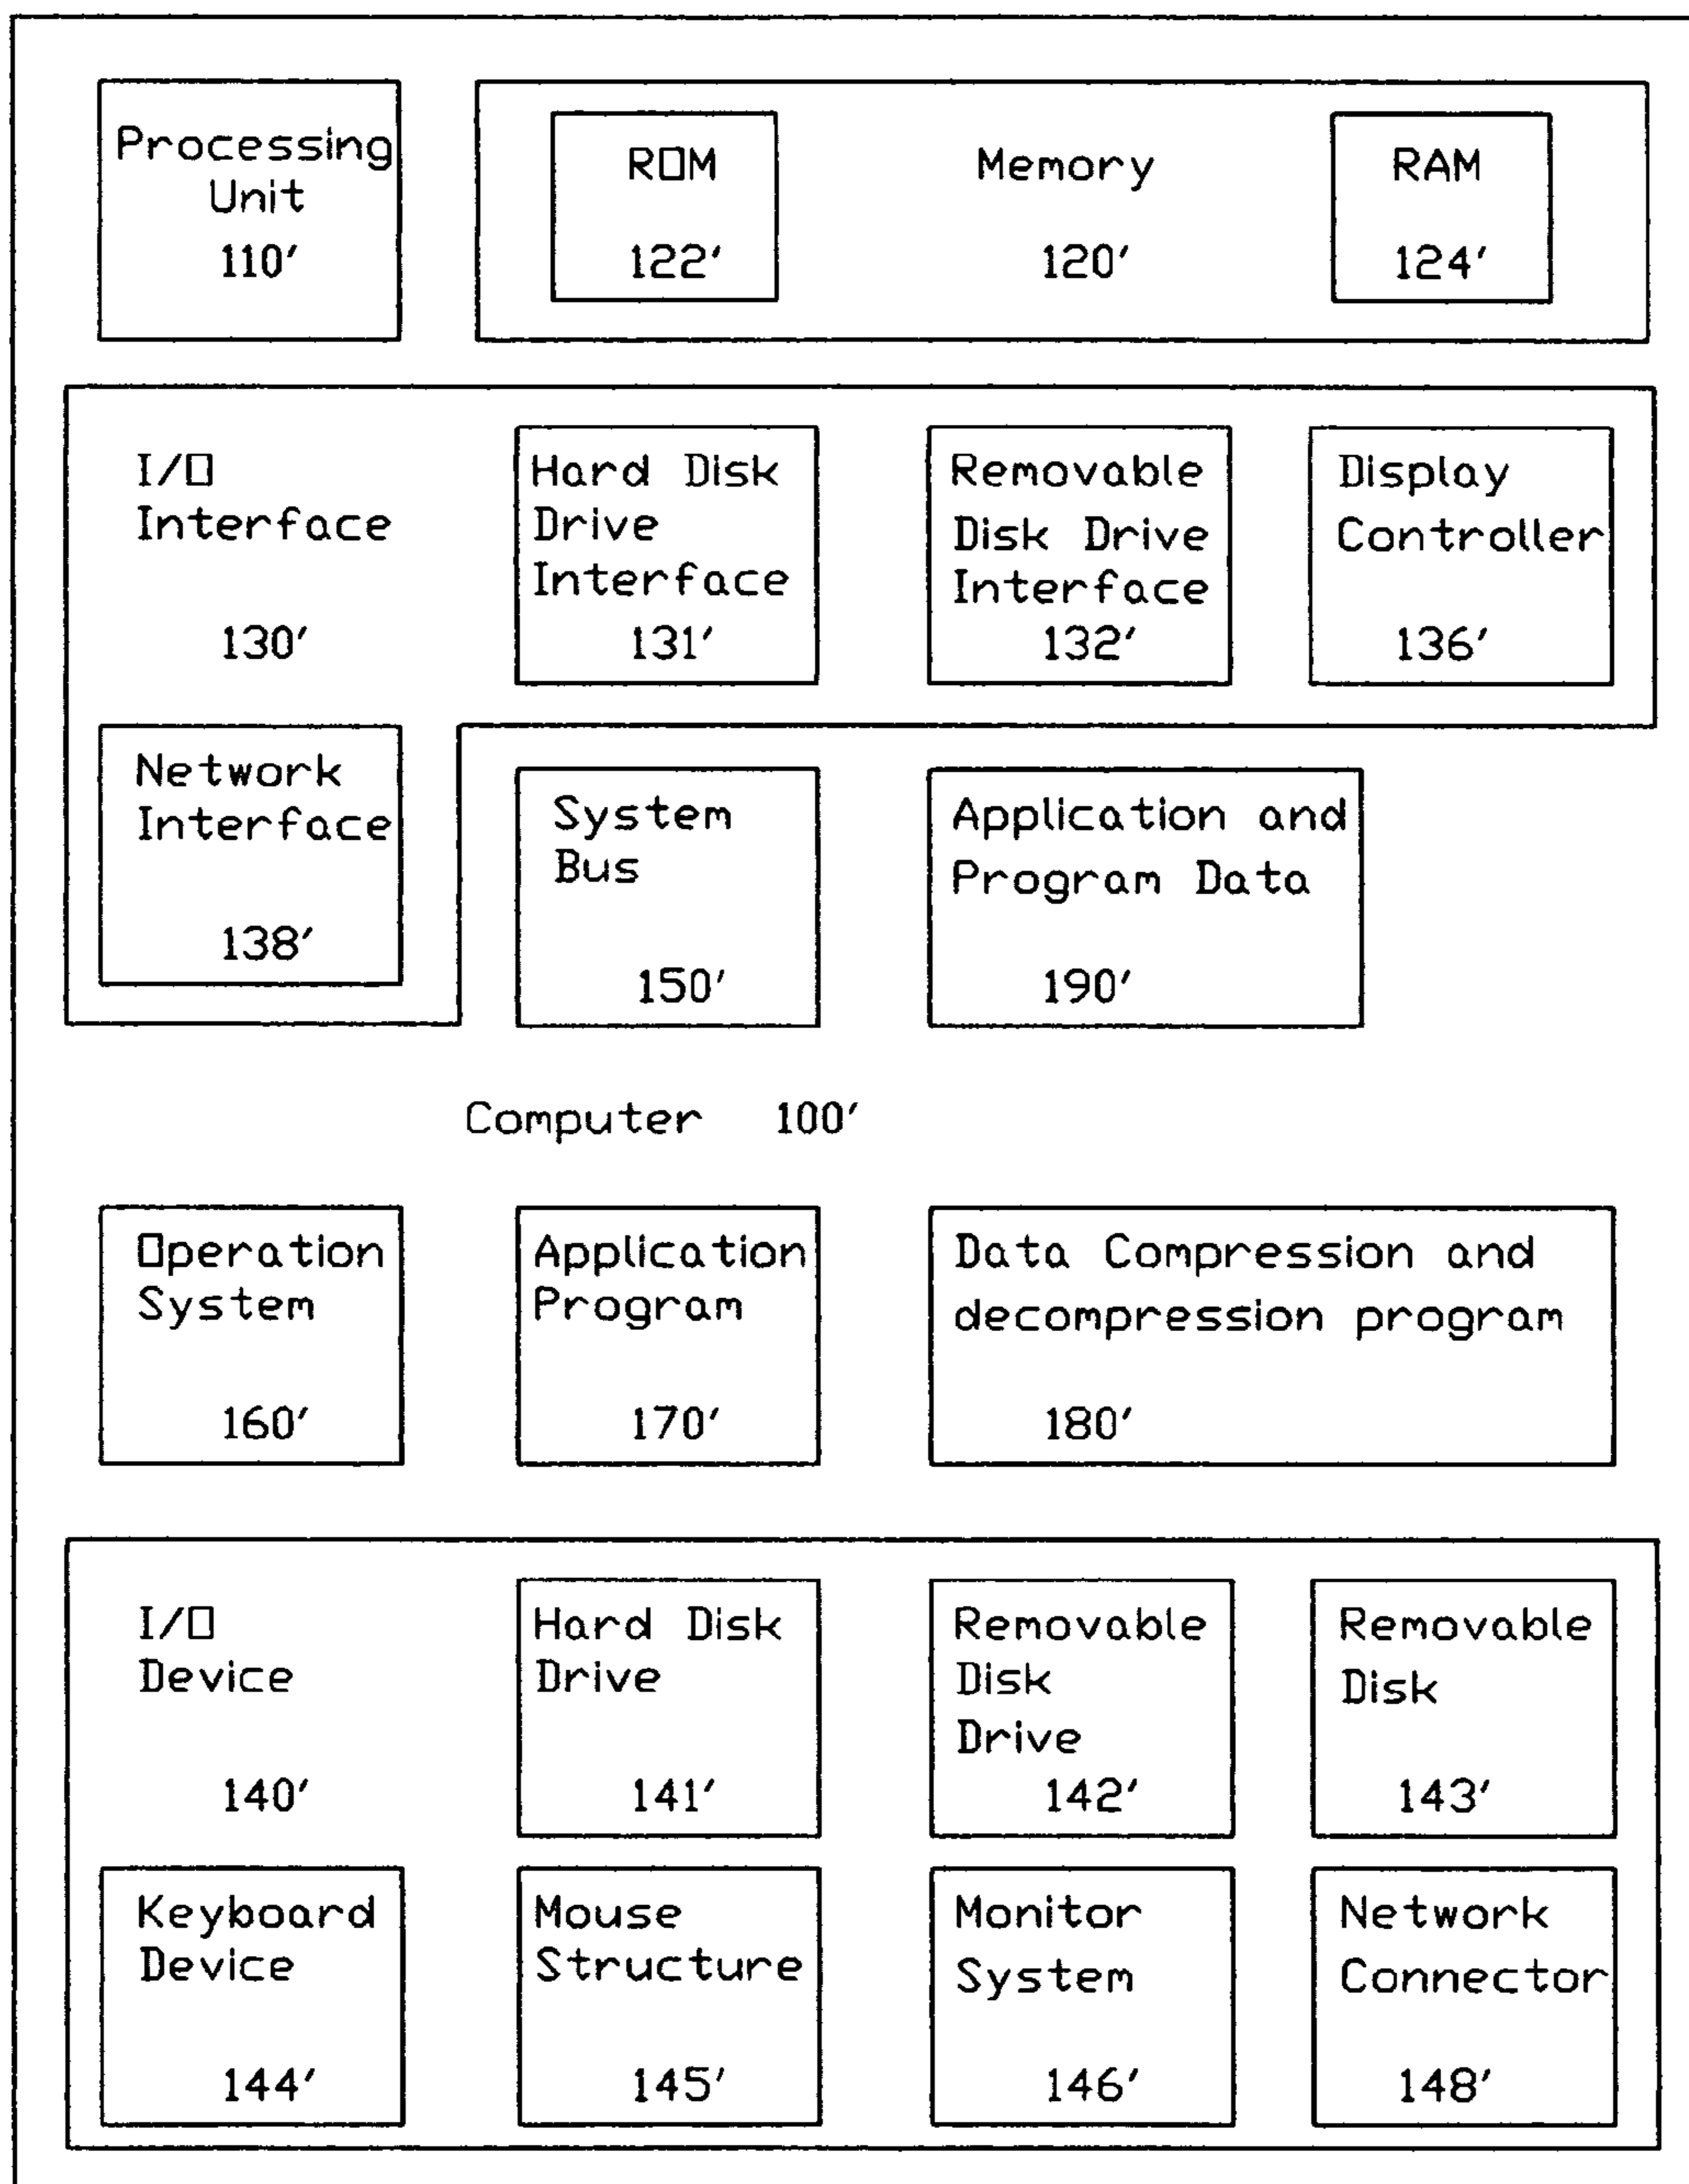 Processing
Unit
110′
ROM
122′
Memory
120′
RAM
124′
I/O
Interface
130′
Hard Disk
Drive
Interface
131′
Removable
Disk Drive
Interface
132′
Display
Controller
136′
Network
Interface
138′
System
Bus
150′
Application and
Program Data
190′
Computer 100′
Operation
System
160′
Application
Program
170′
Data Compression and
decompression program
180′
I/O
Device
140′
Hard Disk
Drive
141′
Removable
Disk
Drive
142′
Removable
Disk
143′
Keyboard
Device
144′
Mouse
Structure
145′
Monitor
System
146′
Network
Connector
148′